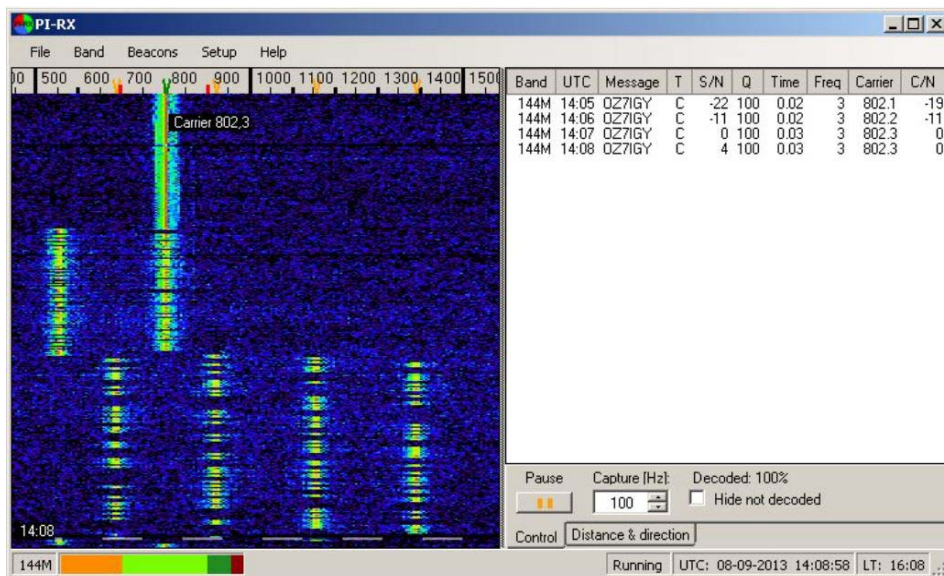 PI-RX
File Band Beacons Setup Help
00 500 600 700 800 900 1000 1100 1200 1300 1400 1500
Carrier 802,3
14:08
Band UTC Message T S/N Q Time Freq Carrier C/N
144M 14:05 OZ7IGY C -22 100 0.02 3 802.1 -19
144M 14:06 OZ7IGY C -11 100 0.02 3 802.2 -11
144M 14:07 OZ7IGY C 0 100 0.03 3 802.3 0
144M 14:08 OZ7IGY C 4 100 0.03 3 802.3 0
Pause Capture [Hz]: Decoded: 100%
100 Hide not decoded
Control Distance & direction
144M Running UTC: 08-09-2013 14:08:58 LT: 16:08